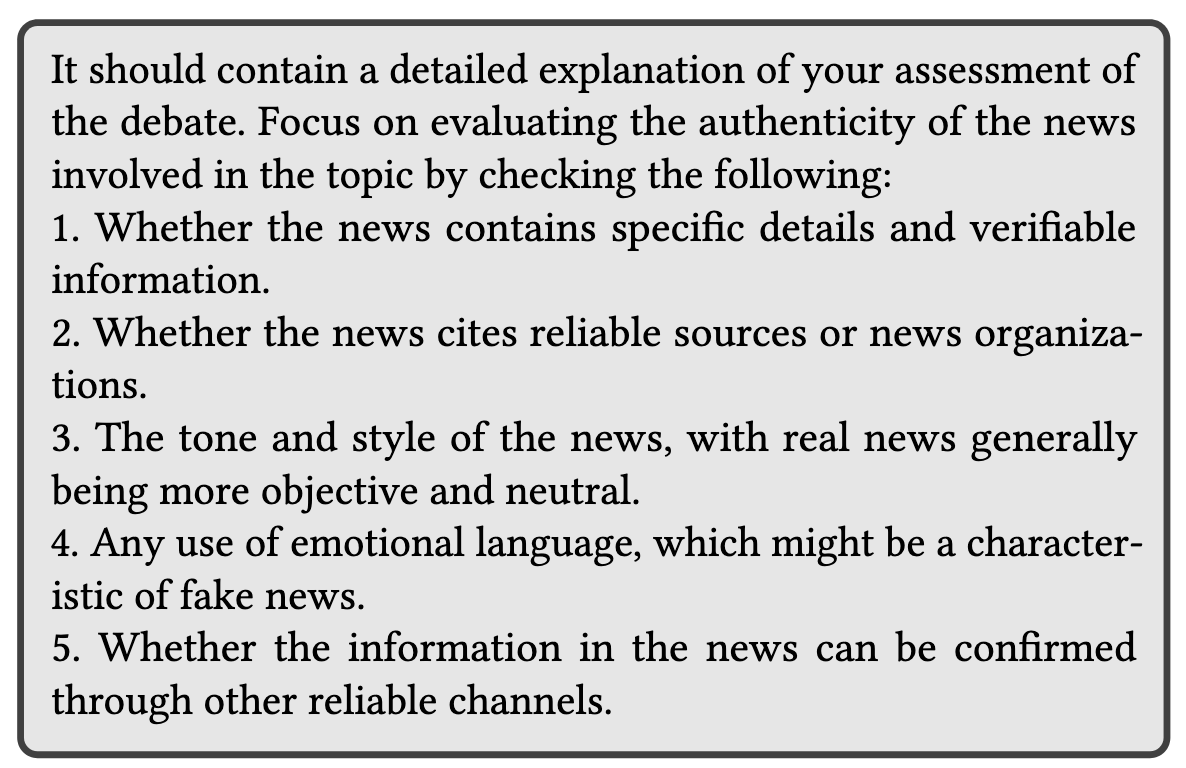 It should contain a detailed explanation of your assessment of
the debate. Focus on evaluating the authenticity of the news
involved in the topic by checking the following:
1. Whether the news contains specific details and verifiable
information.
2. Whether the news cites reliable sources or news organiza-
tions.
3. The tone and style of the news, with real news generally
being more objective and neutral.
4. Any use of emotional language, which might be a character-
istic of fake news.
5. Whether the information in the news can be confirmed
through other reliable channels.